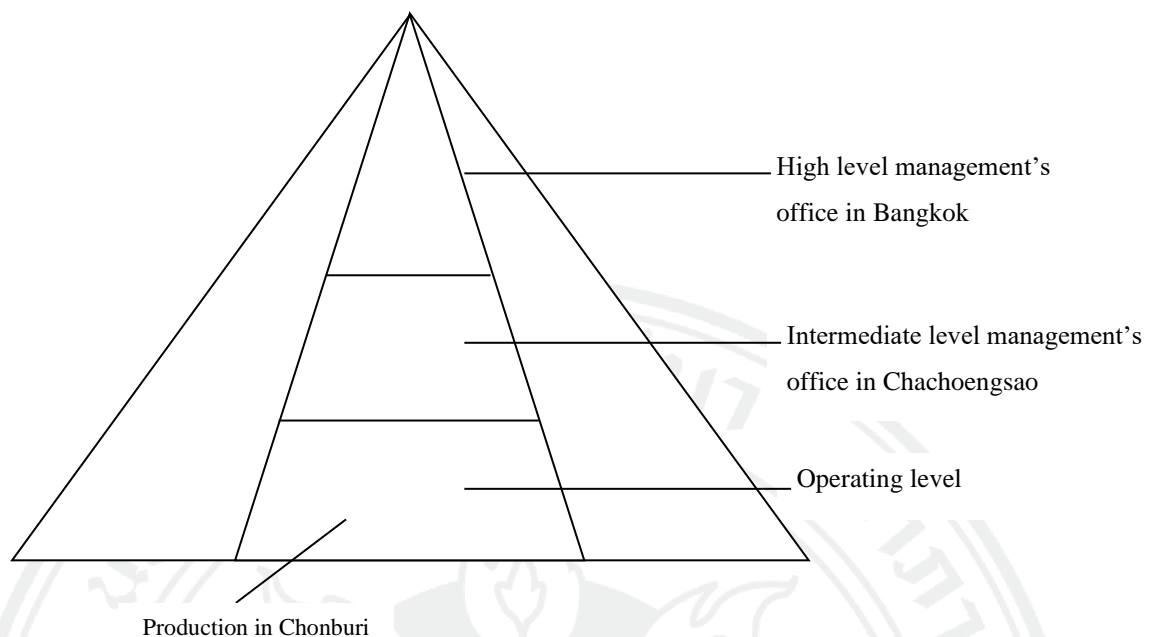 High level management’s
office in Bangkok
Intermediate level management’s
office in Chachoengsao
Operating level
Production in Chonburi